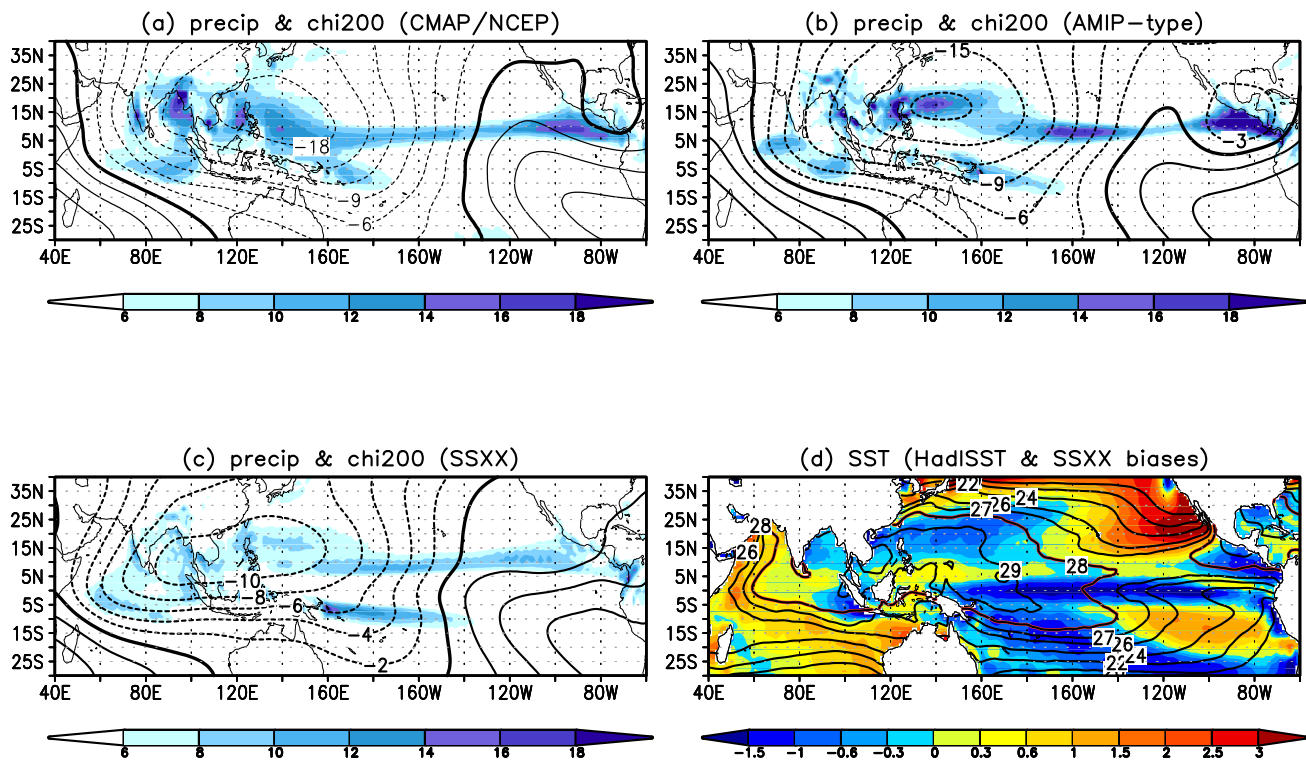 (a) precip & chi200 (CMAP/NCEP)
35N
25N
15N
5N
5S
15S
25S
-18
-9
-6
40E 80E 120E 160E 160W 120W 80W
6 8 10 12 14 16 18
(b) precip & chi200 (AMIP-type)
35N
25N
15N
5N
5S
15S
25S
-15
-3
-9
-6
40E 80E 120E 160E 160W 120W 80W
6 8 10 12 14 16 18
(c) precip & chi200 (SSXX)
35N
25N
15N
5N
5S
15S
25S
-10
-8
-6
-4
-2
40E 80E 120E 160E 160W 120W 80W
6 8 10 12 14 16 18
(d) SST (HadISST & SSXX biases)
35N
25N
15N
5N
5S
15S
25S
22
24
26
27
28
26
28
29
27
26
24
22
40E 80E 120E 160E 160W 120W 80W
-1.5 -1 -0.6 -0.3 0 0.3 0.6 1 1.5 2 2.5 3